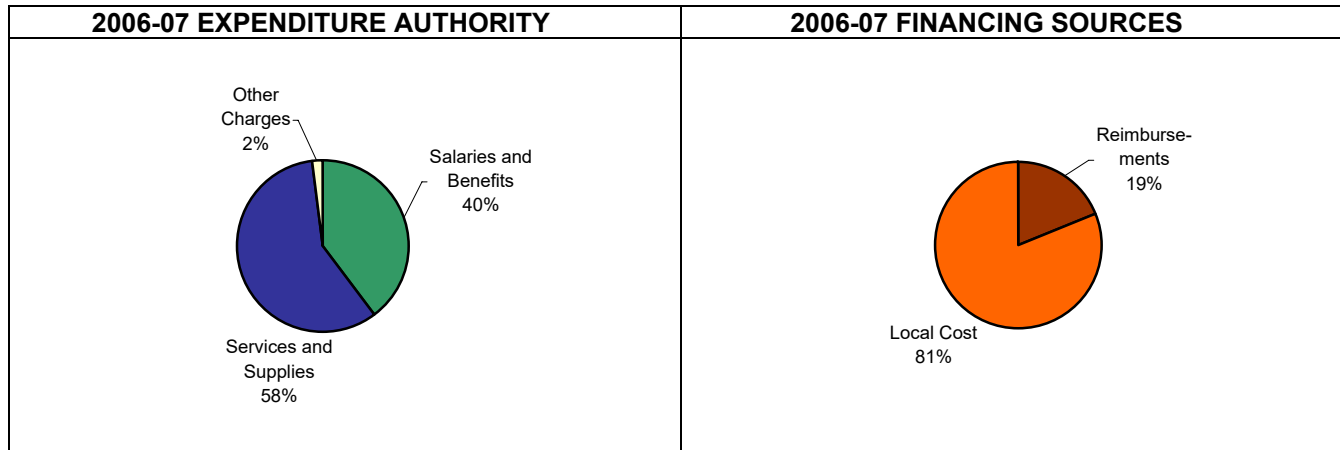 2006-07 EXPENDITURE AUTHORITY
Other
Charges
2%
Salaries and
Benefits
40%
Services and
Supplies
58%
2006-07 FINANCING SOURCES
Reimburse-
ments
19%
Local Cost
81%